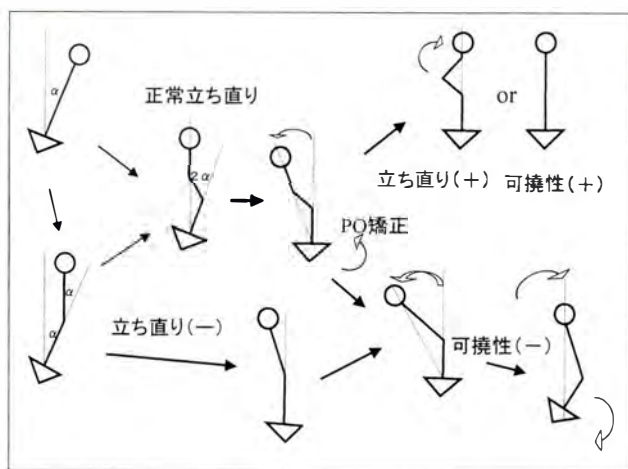 α
正常立ち直り
2α
or
立ち直り(+) 可撓性(+)
PO矯正
α
α
立ち直り(—)
可撓性(—)